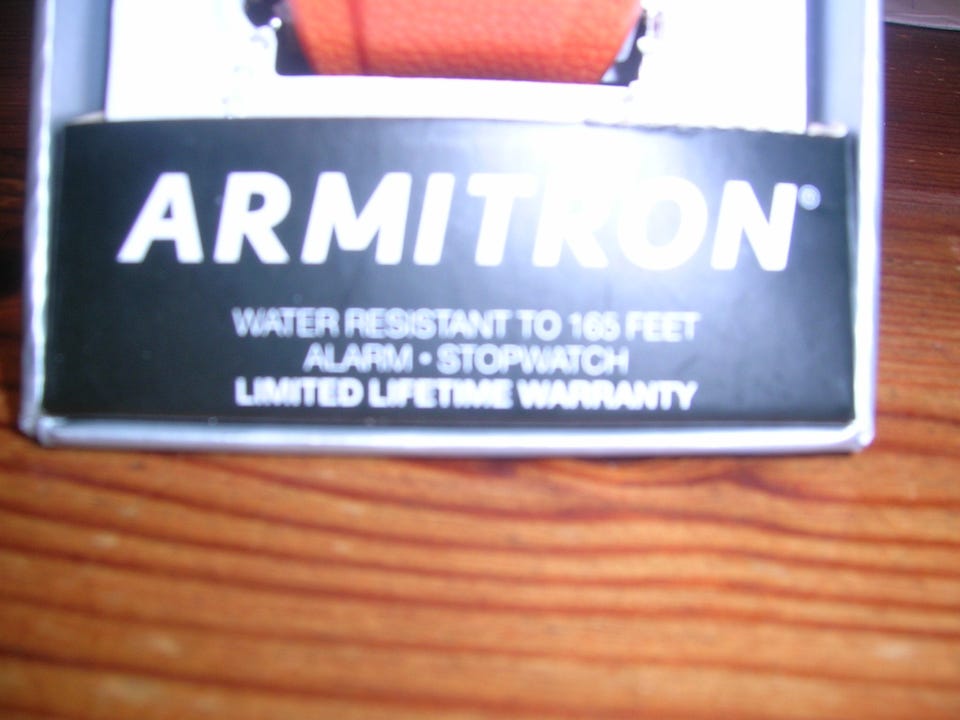 ARMITRON®
WATER RESISTANT TO 165 FEET
ALARM • STOPWATCH
LIMITED LIFETIME WARRANTY